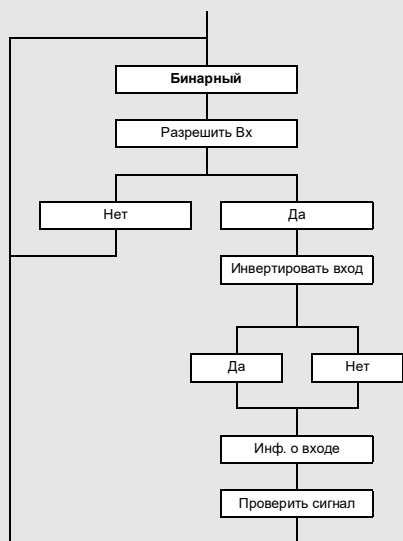 Бинарный
Разрешить Вх
Нет
Да
Инвертировать вход
Да
Нет
Инф. о входе
Проверить сигнал